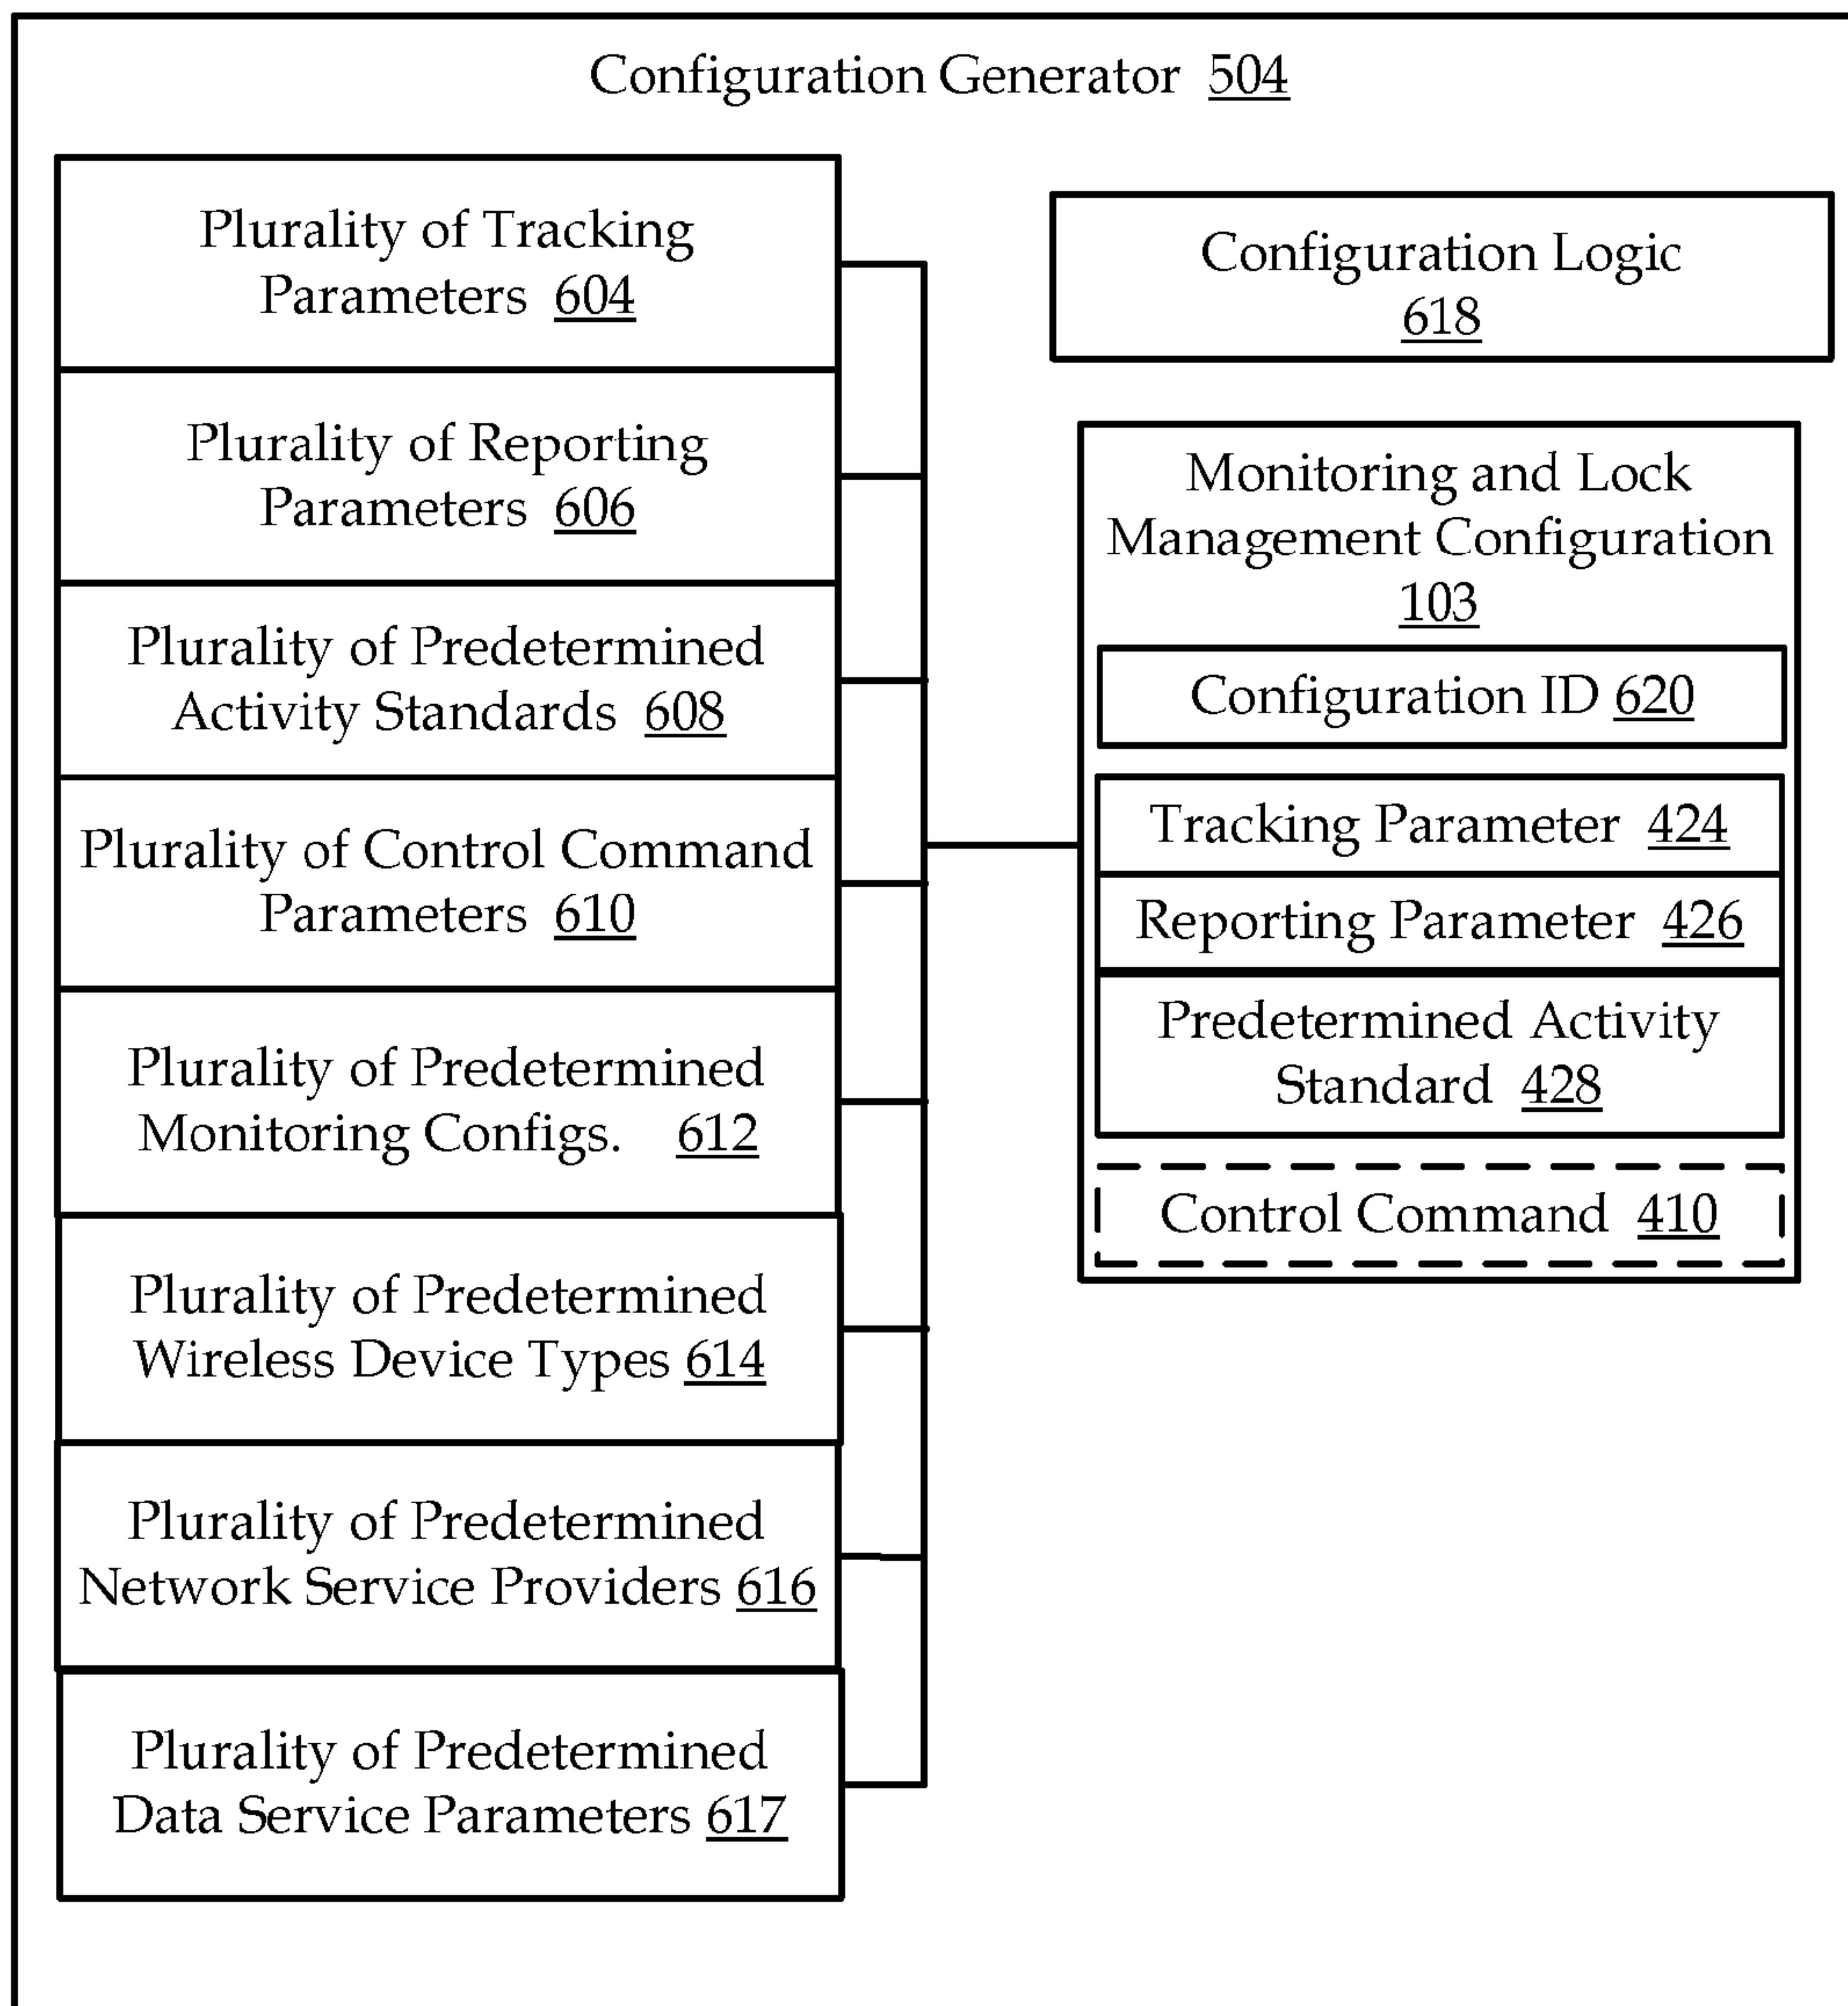 Configuration Generator 504
Plurality of Tracking
Parameters 604
Plurality of Reporting
Parameters 606
Plurality of Predetermined
Activity Standards 608
Plurality of Control Command
Parameters 610
Plurality of Predetermined
Monitoring Configs. 612
Plurality of Predetermined
Wireless Device Types 614
Plurality of Predetermined
Network Service Providers 616
Plurality of Predetermined
Data Service Parameters 617
Configuration Logic
618
Monitoring and Lock
Management Configuration
103
Configuration ID 620
Tracking Parameter 424
Reporting Parameter 426
Predetermined Activity
Standard 428
Control Command 410